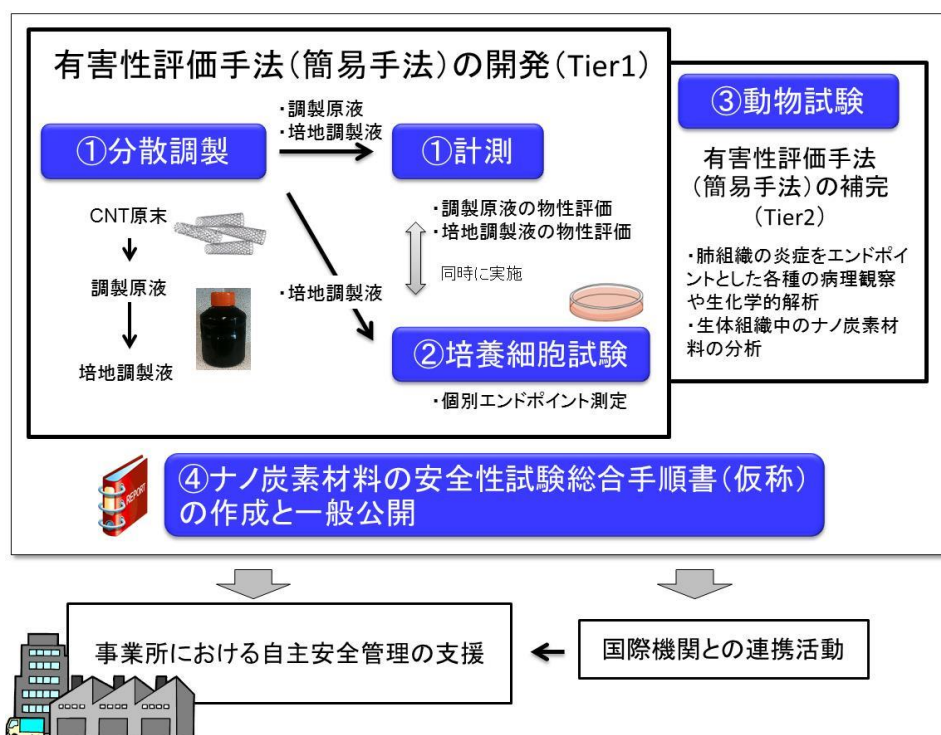 有害性評価手法(簡易手法)の開発(Tier1)
①分散調製
・調製原液
・培地調製液
①計測
CNT原末
調製原液
培地調製液
・調製原液の物性評価
・培地調製液の物性評価
同時に実施
・培地調製液
②培養細胞試験
・個別エンドポイント測定
③動物試験
有害性評価手法
(簡易手法)の補完
(Tier2)
・肺組織の炎症をエンドポイ
ントとした各種の病理観察
や生化学的解析
・生体組織中のナノ炭素材
料の分析
REPORT
④ナノ炭素材料の安全性試験総合手順書(仮称)
の作成と一般公開
事業所における自主安全管理の支援
国際機関との連携活動